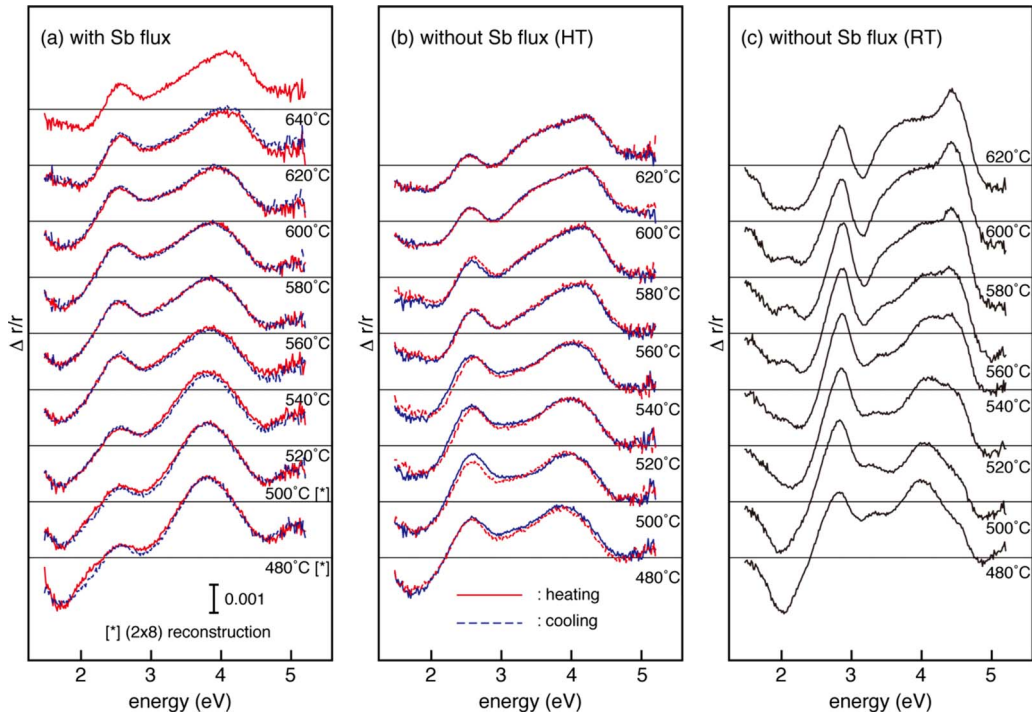 (a) with Sb flux
640˚C
620˚C
600˚C
580˚C
560˚C
540˚C
520˚C
500˚C [*]
480˚C [*]
0.001
[*] (2x8) reconstruction
Δ r/r
2 3 4 5
energy (eV)
(b) without Sb flux (HT)
620˚C
600˚C
580˚C
560˚C
540˚C
520˚C
500˚C
480˚C
: heating
: cooling
Δ r/r
2 3 4 5
energy (eV)
(c) without Sb flux (RT)
620˚C
600˚C
580˚C
560˚C
540˚C
520˚C
500˚C
480˚C
Δ r/r
2 3 4 5
energy (eV)